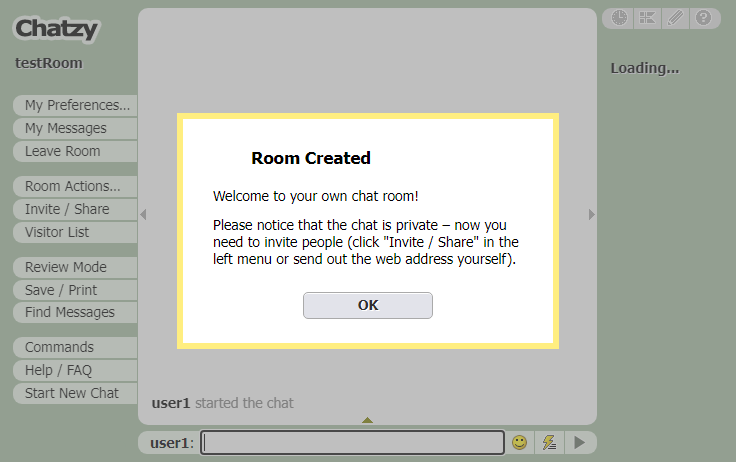 Chatzy
testRoom
My Preferences...
My Messages
Leave Room
Room Actions...
Invite / Share
Visitor List
Review Mode
Save / Print
Find Messages
Commands
Help / FAQ
Start New Chat
Room Created
Welcome to your own chat room!
Please notice that the chat is private – now you
need to invite people (click "Invite / Share" in the
left menu or send out the web address yourself).
OK
user1 started the chat
user1:
Loading...